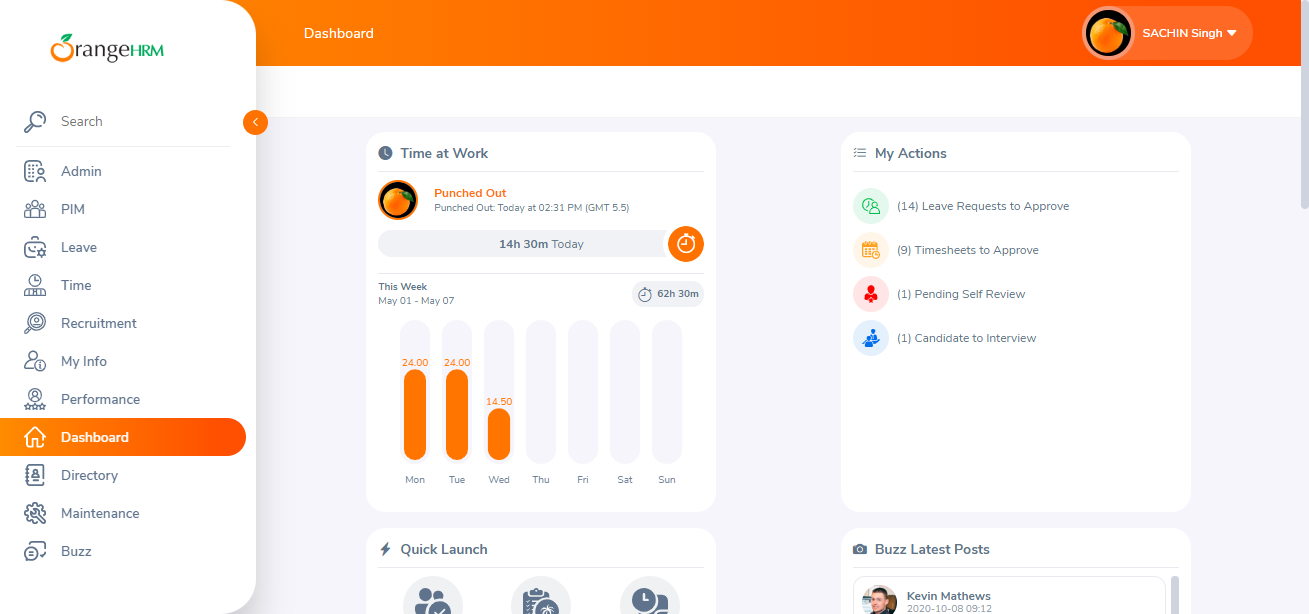 OrangeHRM
Search
Admin
PIM
Leave
Time
Recruitment
My Info
Performance
Dashboard
Directory
Maintenance
Buzz
Dashboard
SACHIN Singh
Time at Work
Punched Out
Punched Out: Today at 02:31 PM (GMT 5.5)
14h 30m Today
This Week
May 01 - May 07
62h 30m
24.00 24.00 14.50
Mon Tue Wed Thu Fri Sat Sun
My Actions
(14) Leave Requests to Approve
(9) Timesheets to Approve
(1) Pending Self Review
(1) Candidate to Interview
Quick Launch
Buzz Latest Posts
Kevin Mathews
2020-10-08 09:12